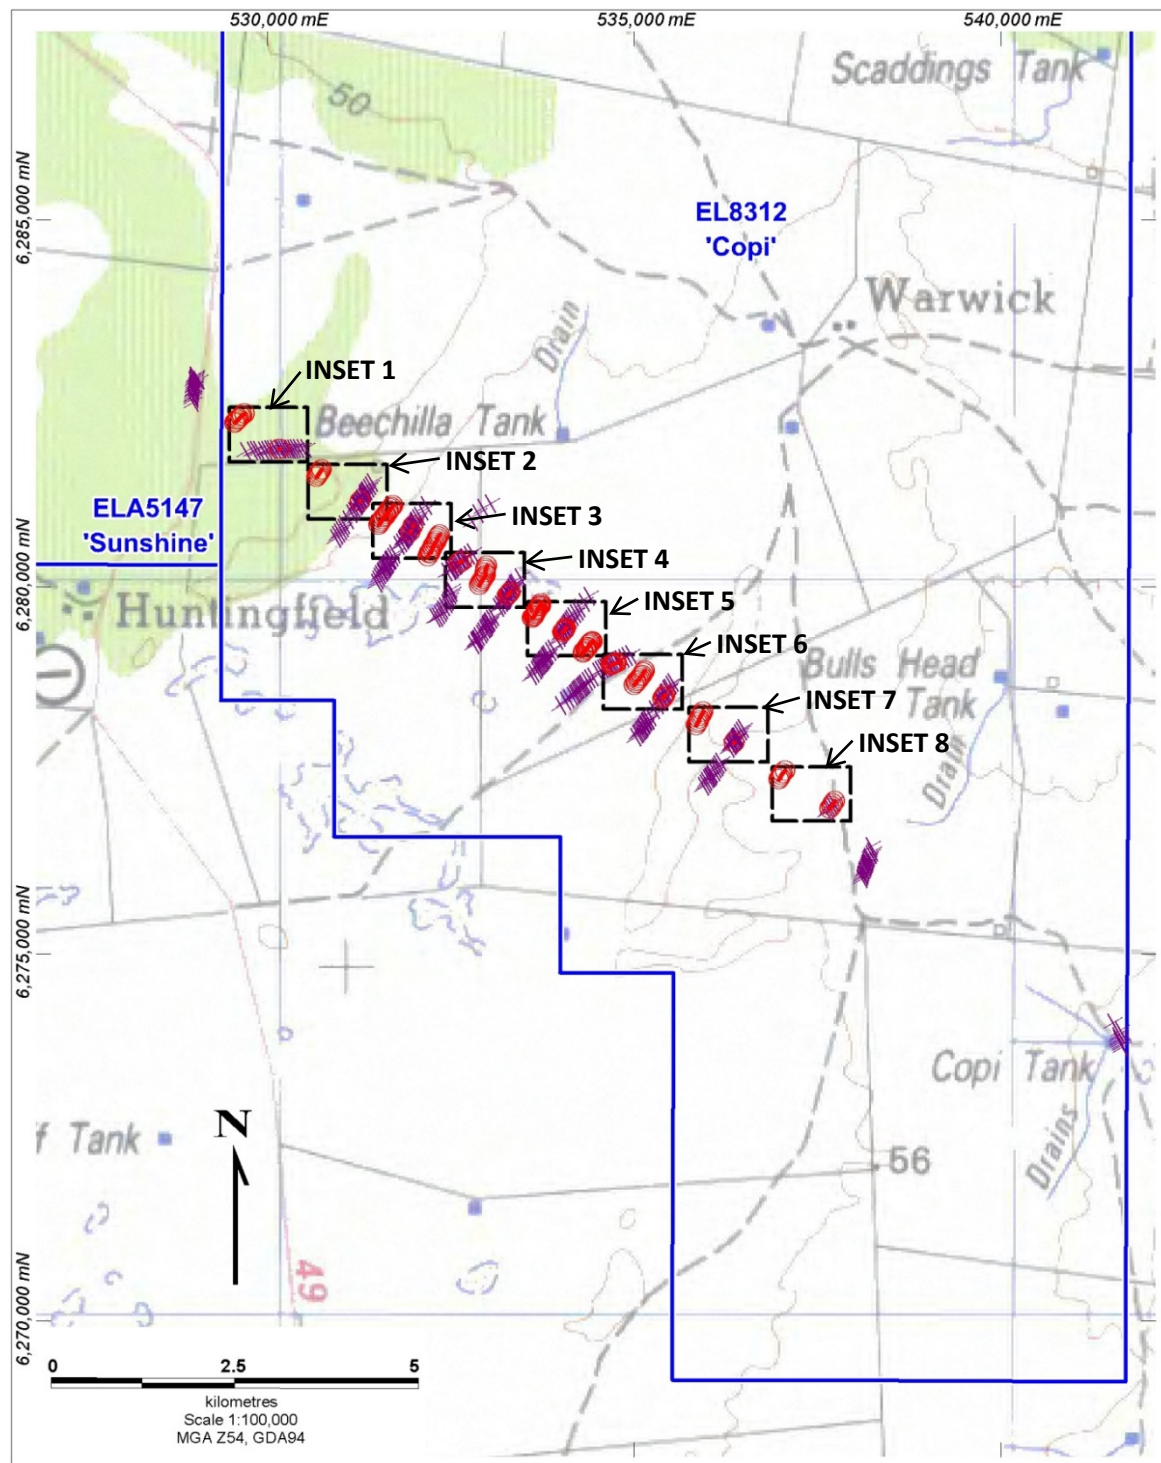 530,000 mE
535,000 mE
540,000 mE
Scaddings Tank
50
6,285,000 mN
EL8312
'Copi'
Warwick
Drain
INSET 1
Beechilla Tank
INSET 2
ELA5147
'Sunshine'
INSET 3
INSET 4
6,280,000 mN
Huntingfield
INSET 5
INSET 6
Bulls Head
Tank
INSET 7
INSET 8
Drain
6,275,000 mN
Copi Tank
N
f Tank
Drains
56
49
6,270,000 mN
0 2.5 5
kilometres
Scale 1:100,000
MGA Z54, GDA94